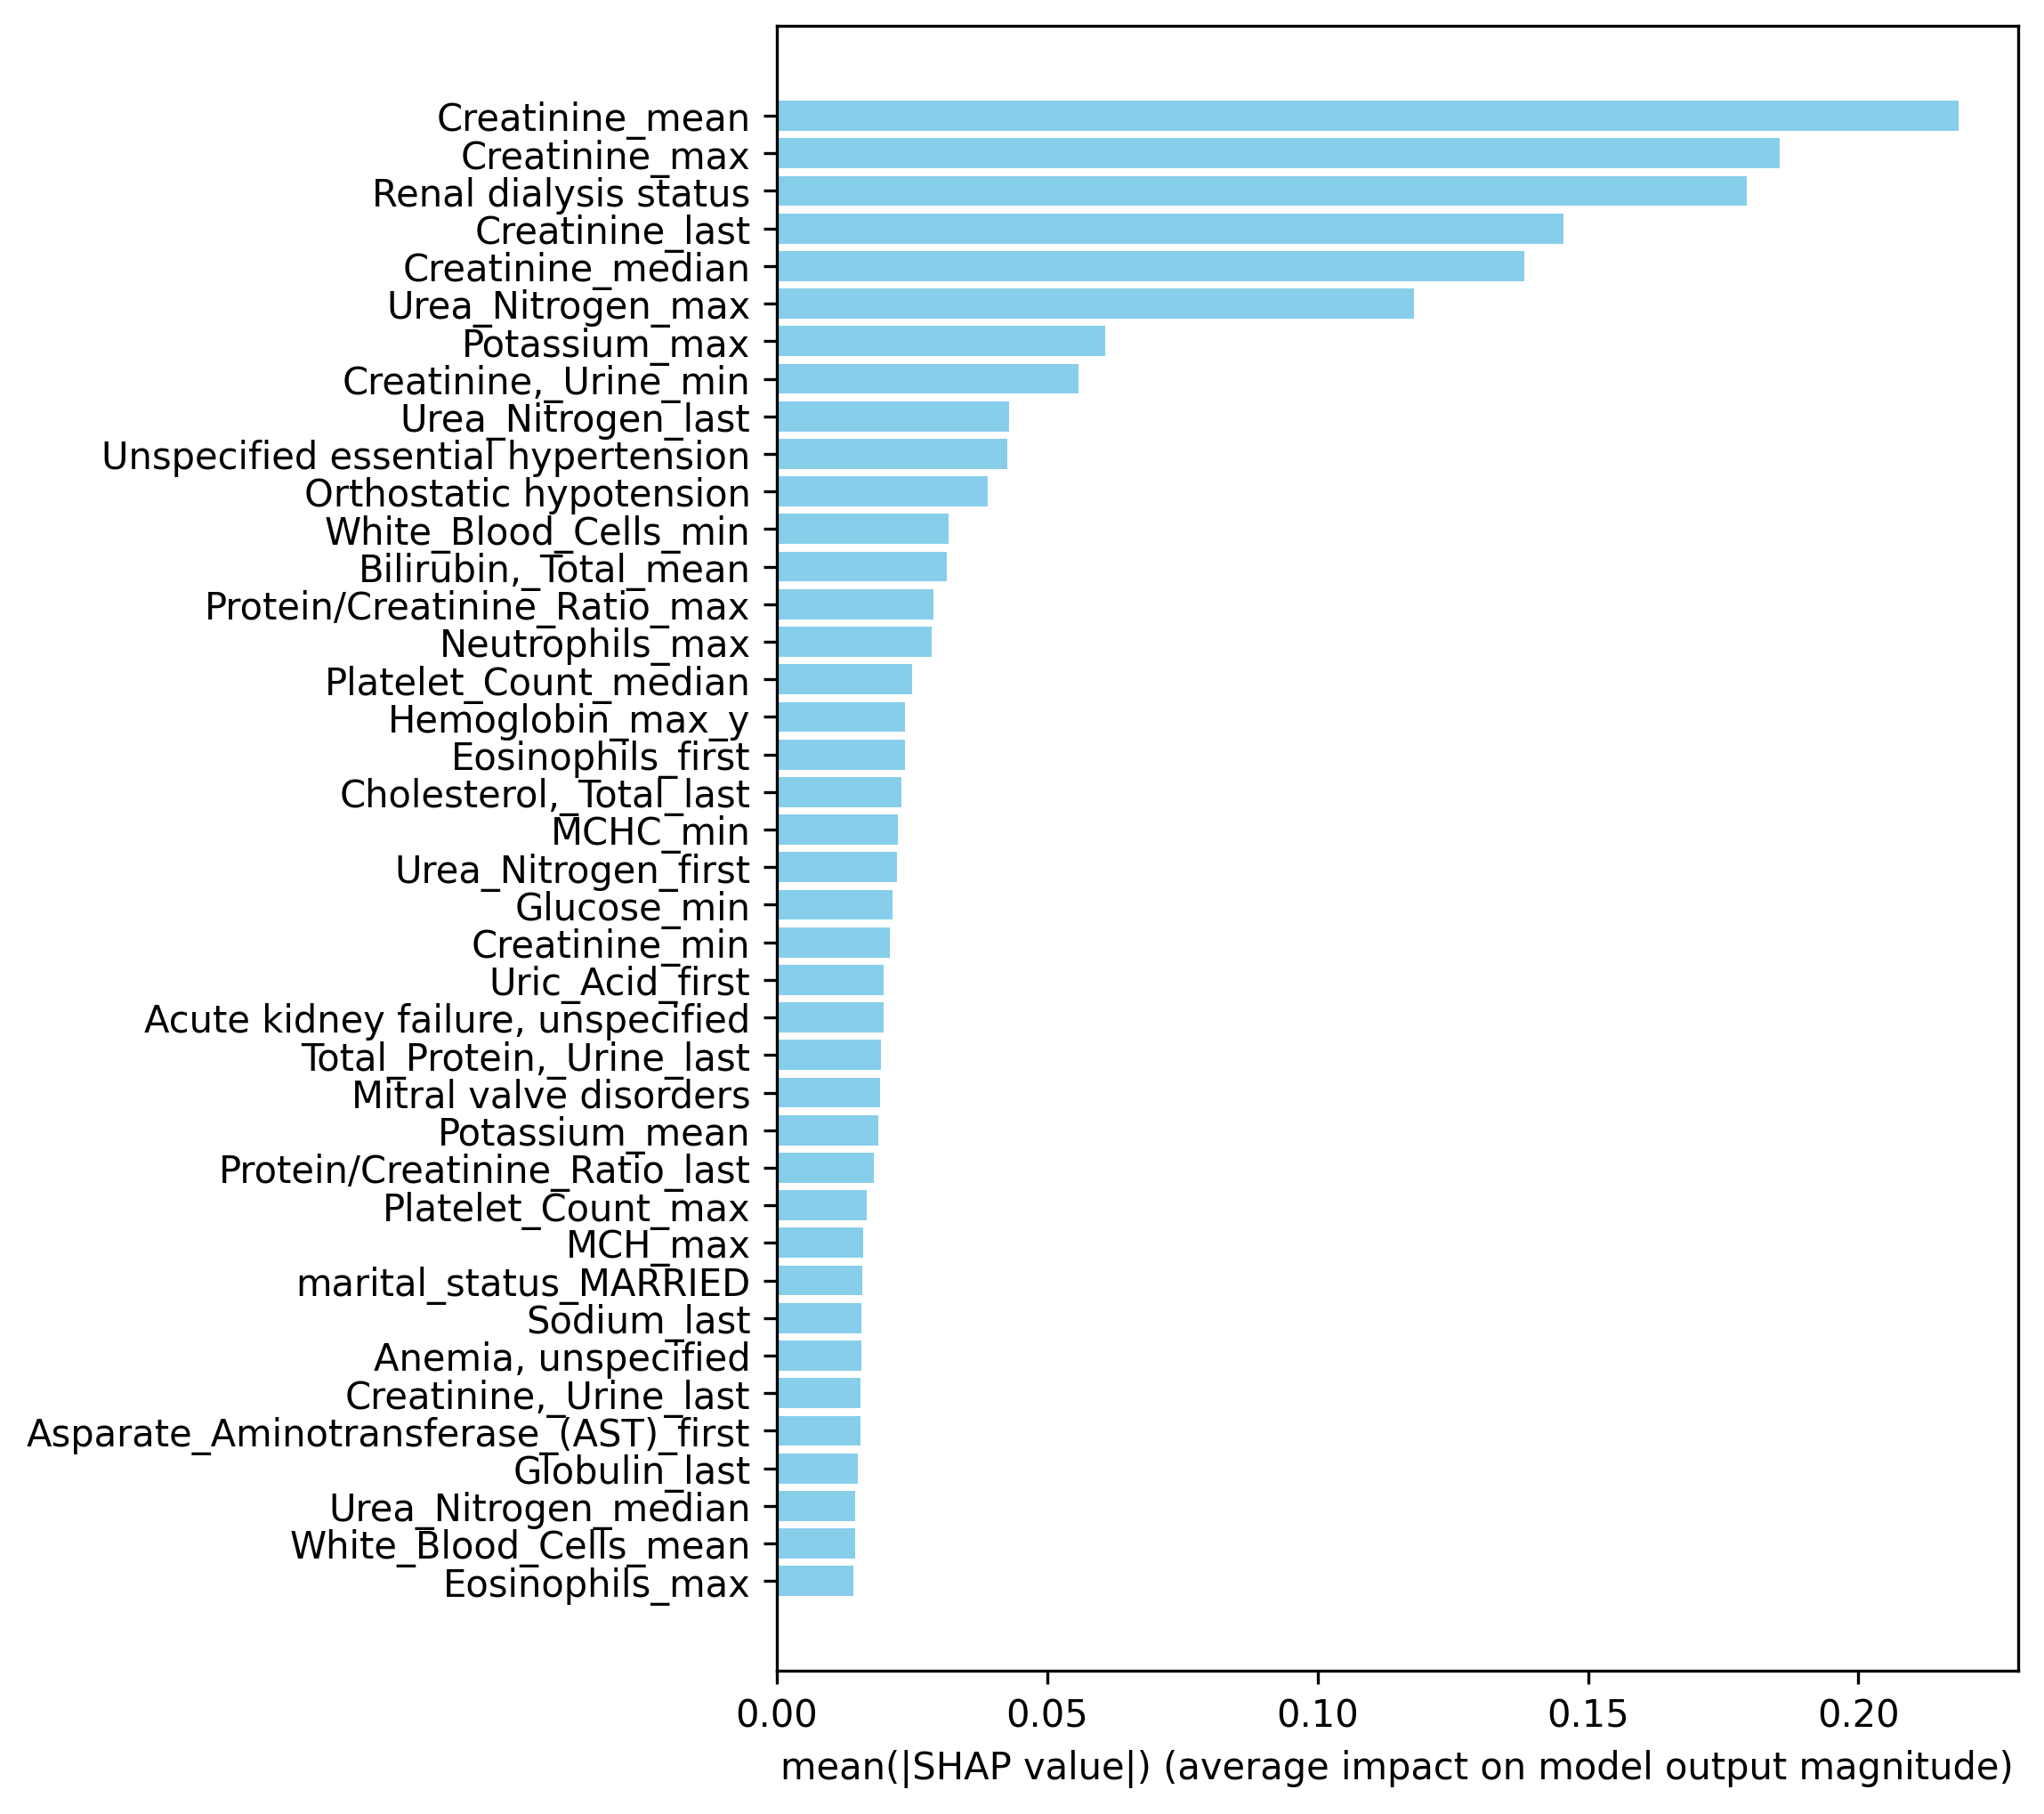 Creatinine_mean
Creatinine_max
Renal dialysis status
Creatinine_last
Creatinine_median
Urea_Nitrogen_max
Potassium_max
Creatinine,_Urine_min
Urea_Nitrogen_last
Unspecified essential hypertension
Orthostatic hypotension
White_Blood_Cells_min
Bilirubin,_Total_mean
Protein/Creatinine_Ratio_max
Neutrophils_max
Platelet_Count_median
Hemoglobin_max_y
Eosinophils_first
Cholesterol,_Total_last
MCHC_min
Urea_Nitrogen_first
Glucose_min
Creatinine_min
Uric_Acid_first
Acute kidney failure, unspecified
Total_Protein,_Urine_last
Mitral valve disorders
Potassium_mean
Protein/Creatinine_Ratio_last
Platelet_Count_max
MCH_max
marital_status_MARRIED
Sodium_last
Anemia, unspecified
Creatinine,_Urine_last
Asparate_Aminotransferase_(AST)_first
Globulin_last
Urea_Nitrogen_median
White_Blood_Cells_mean
Eosinophils_max
0.00 0.05 0.10 0.15 0.20
mean(|SHAP value|) (average impact on model output magnitude)